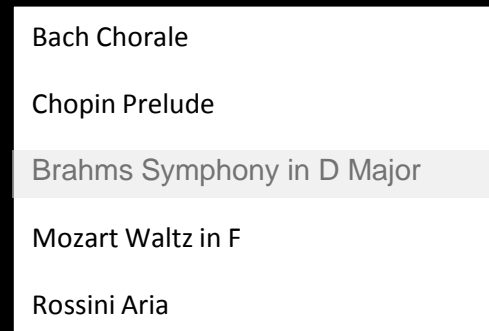 Bach Chorale
Chopin Prelude
Brahms Symphony in D Major
Mozart Waltz in F
Rossini Aria